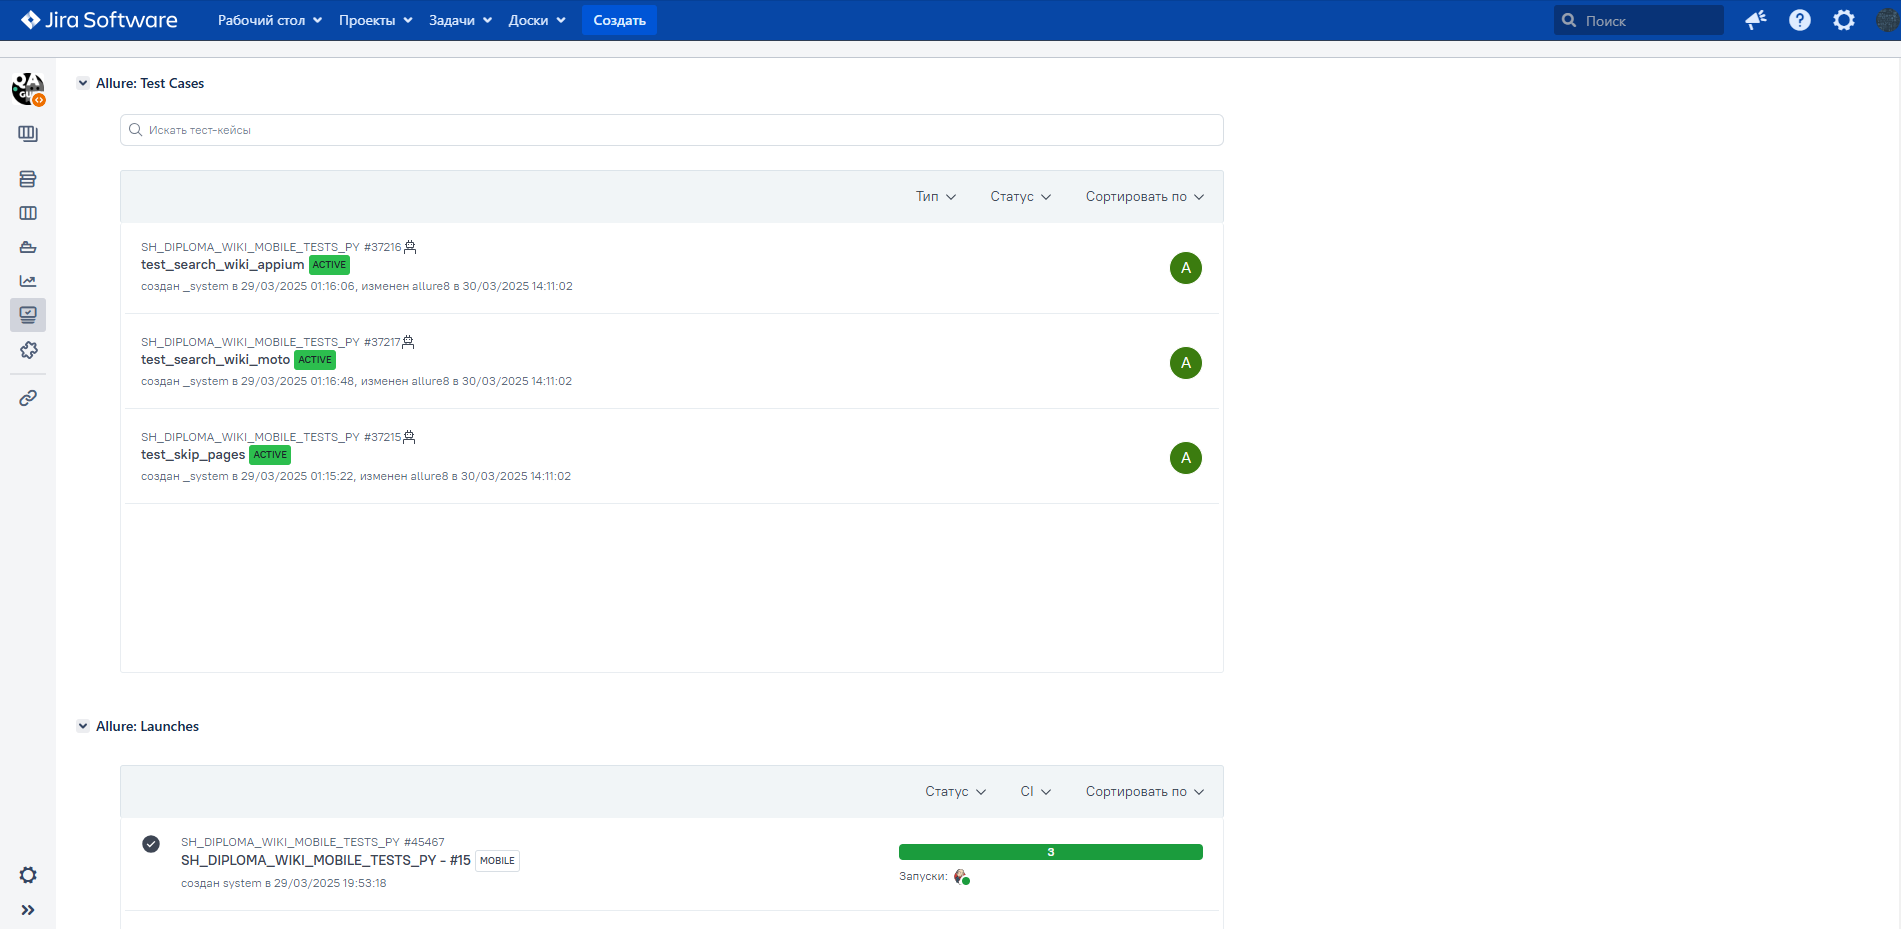 Jira Software Рабочий стол Проекты Задачи Доски Создать Поиск
Allure: Test Cases
Искать тест-кейсы
Тип Статус Сортировать по
SH_DIPLOMA_WIKI_MOBILE_TESTS_PY #37216
test_search_wiki_appium ACTIVE
A
создан _system в 29/03/2025 01:16:06, изменен allure8 в 30/03/2025 14:11:02
SH_DIPLOMA_WIKI_MOBILE_TESTS_PY #37217
test_search_wiki_moto ACTIVE
A
создан _system в 29/03/2025 01:16:48, изменен allure8 в 30/03/2025 14:11:02
SH_DIPLOMA_WIKI_MOBILE_TESTS_PY #37215
test_skip_pages ACTIVE
A
создан _system в 29/03/2025 01:15:22, изменен allure8 в 30/03/2025 14:11:02
Allure: Launches
Статус CI Сортировать по
SH_DIPLOMA_WIKI_MOBILE_TESTS_PY #45467
SH_DIPLOMA_WIKI_MOBILE_TESTS_PY - #15 MOBILE
3
создан system в 29/03/2025 19:53:18
Запуски: